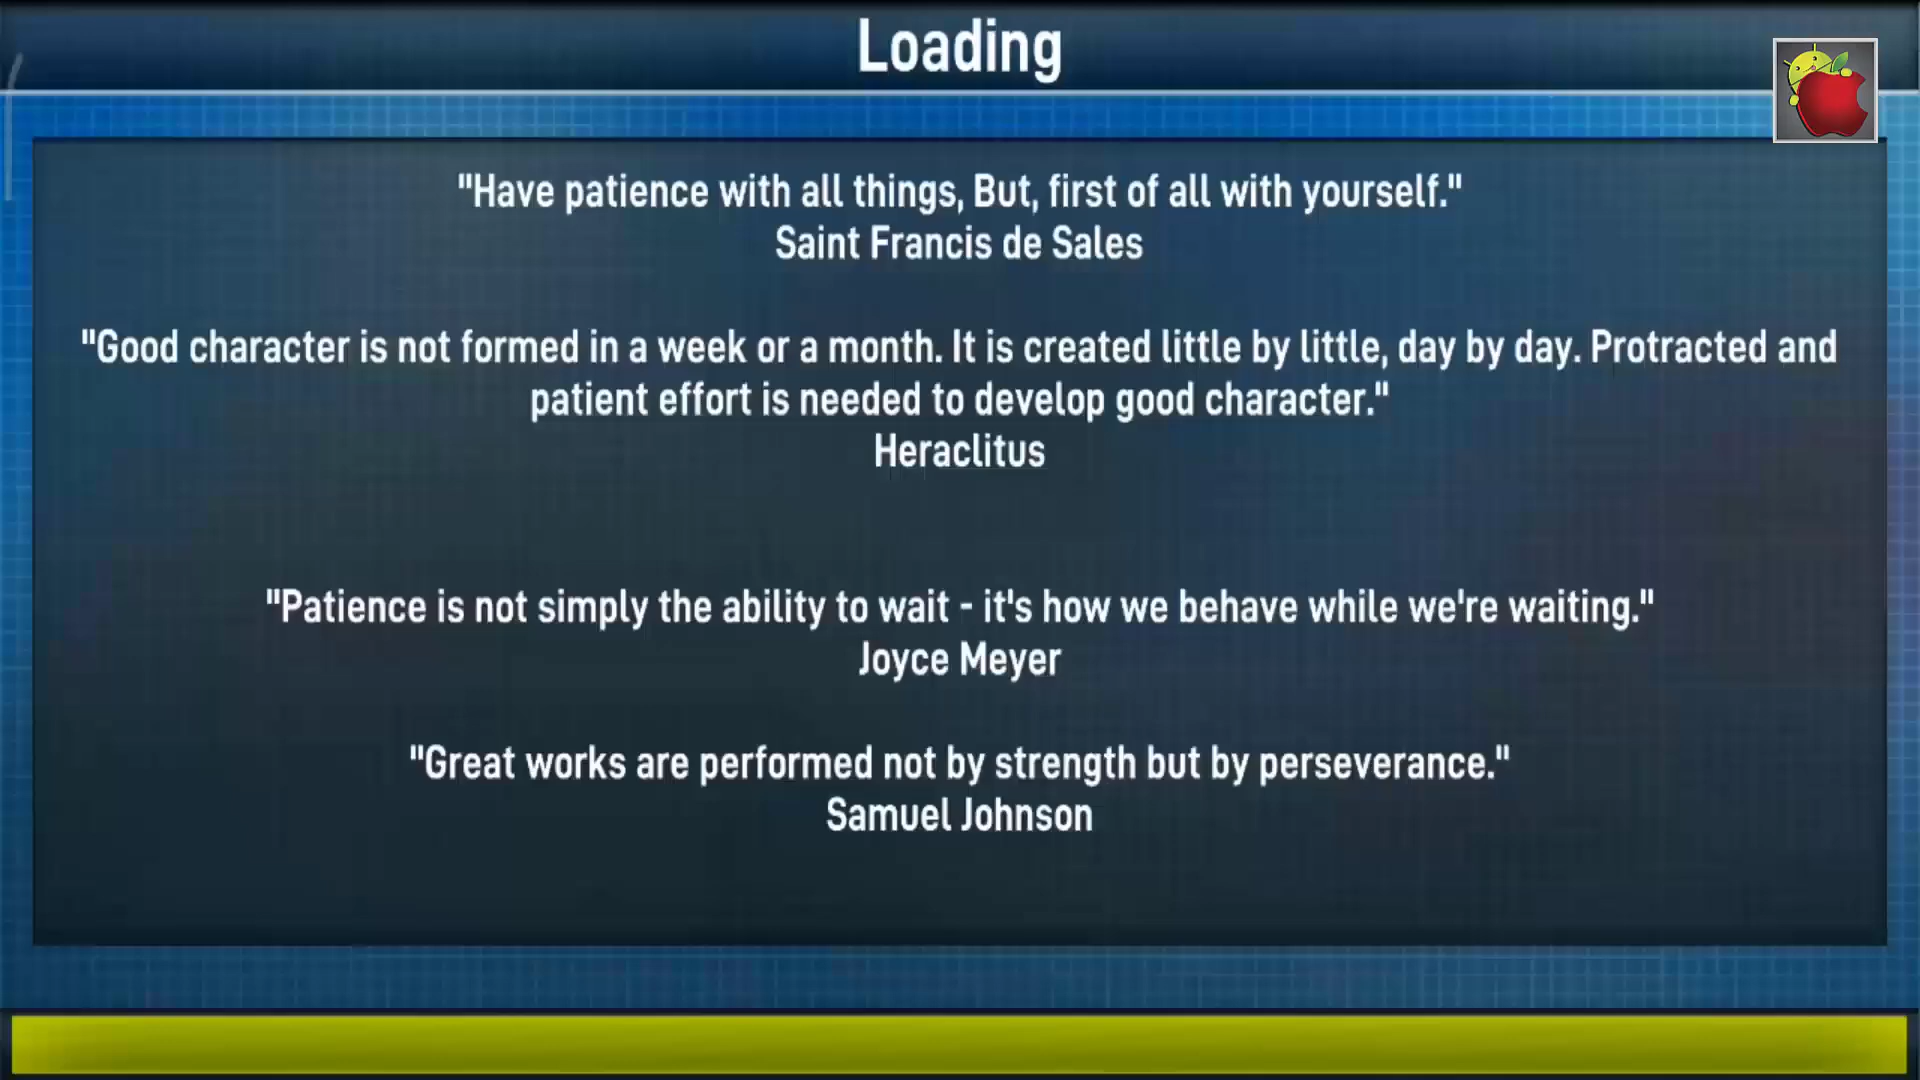 Loading
"Have patience with all things, But, first of all with yourself."
Saint Francis de Sales
"Good character is not formed in a week or a month. It is created little by little, day by day. Protracted and
patient effort is needed to develop good character."
Heraclitus
"Patience is not simply the ability to wait - it's how we behave while we're waiting."
Joyce Meyer
"Great works are performed not by strength but by perseverance."
Samuel Johnson